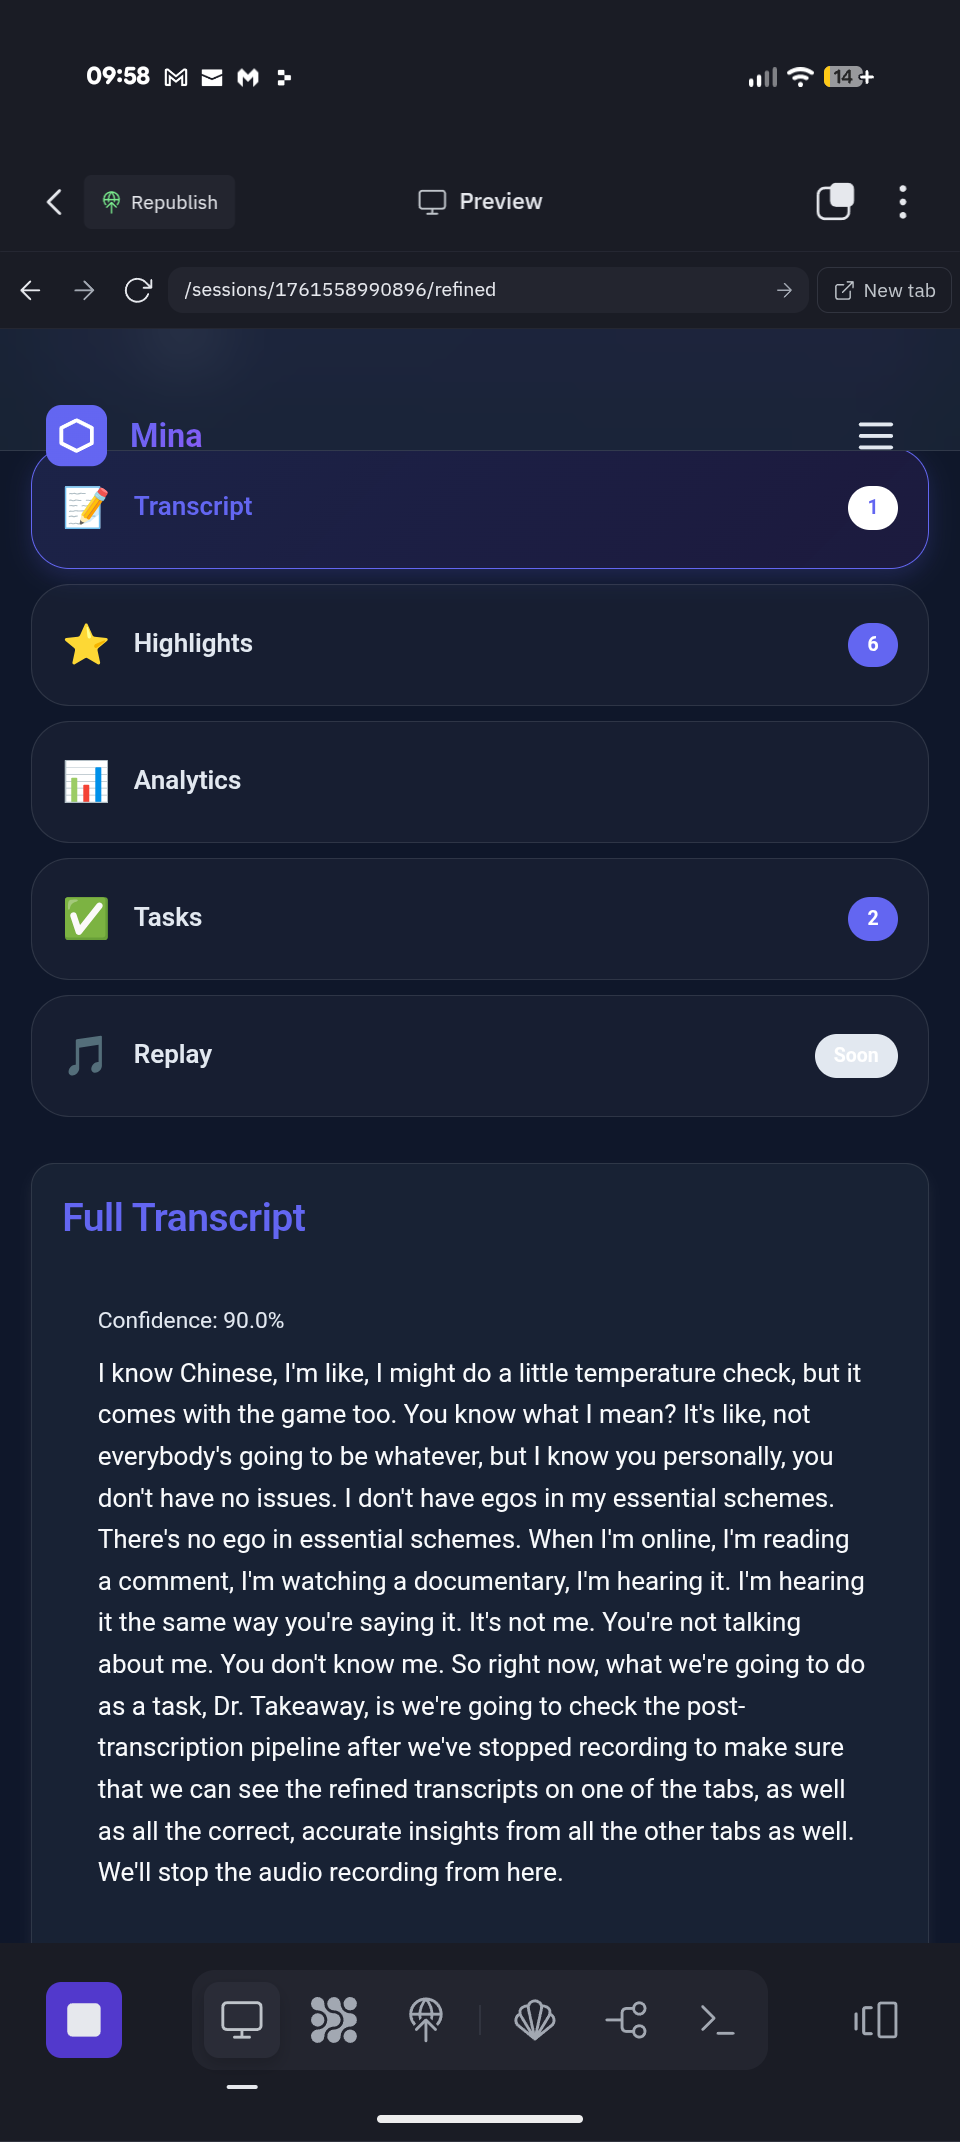 09:58
14
Republish
Preview
/sessions/1761558990896/refined
New tab
Mina
Transcript
1
Highlights
6
Analytics
Tasks
2
Replay
Soon
Full Transcript
Confidence: 90.0%
I know Chinese, I'm like, I might do a little temperature check, but it
comes with the game too. You know what I mean? It's like, not
everybody's going to be whatever, but I know you personally, you
don't have no issues. I don't have egos in my essential schemes.
There's no ego in essential schemes. When I'm online, I'm reading
a comment, I'm watching a documentary, I'm hearing it. I'm hearing
it the same way you're saying it. It's not me. You're not talking
about me. You don't know me. So right now, what we're going to do
as a task, Dr. Takeaway, is we're going to check the post-
transcription pipeline after we've stopped recording to make sure
that we can see the refined transcripts on one of the tabs, as well
as all the correct, accurate insights from all the other tabs as well.
We'll stop the audio recording from here.